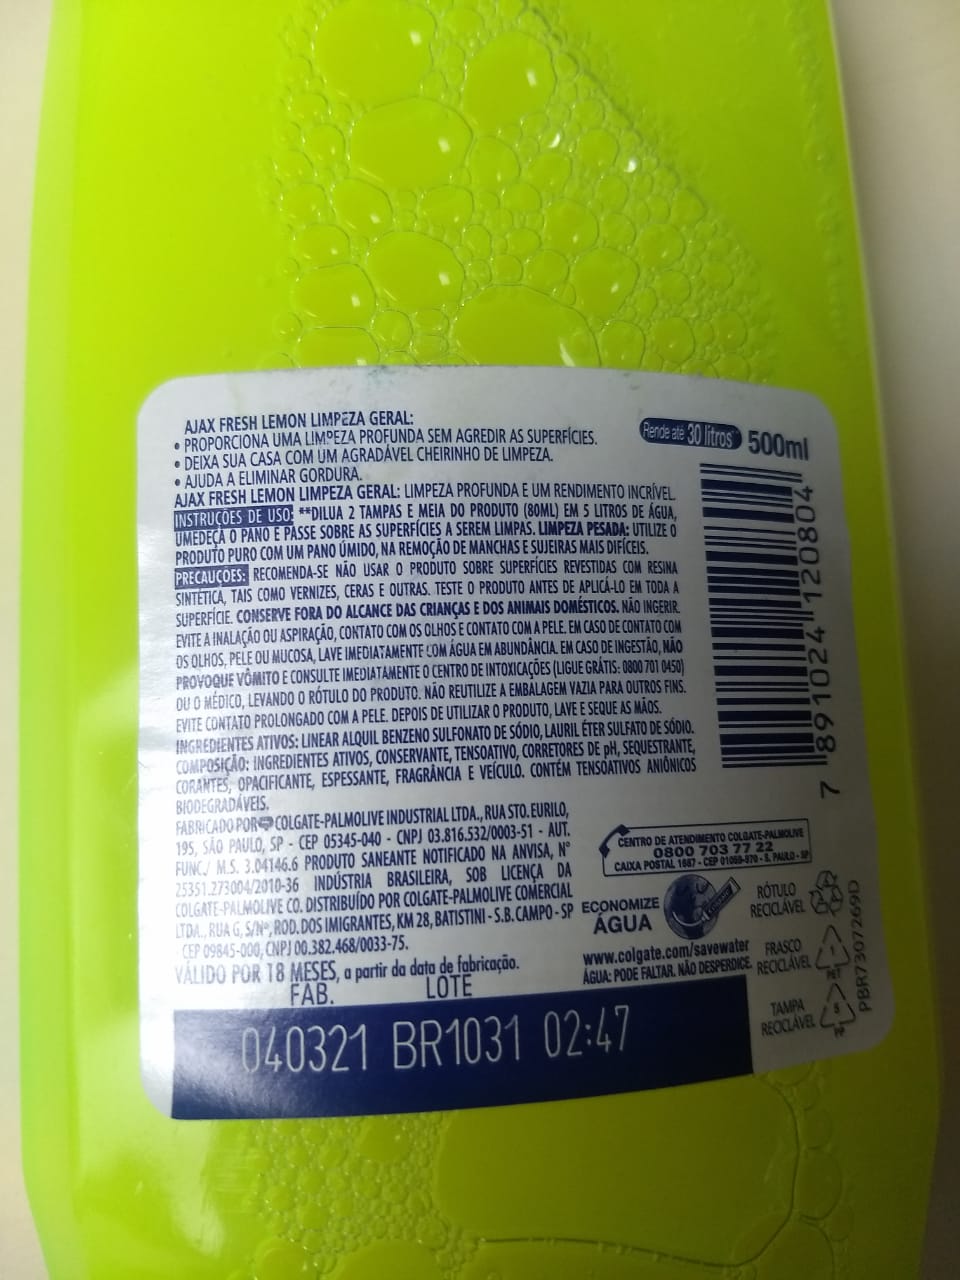 AJAX FRESH LEMON LIMPEZA GERAL:
• PROPORCIONA UMA LIMPEZA PROFUNDA SEM AGREDIR AS SUPERFÍCIES.
• DEIXA SUA CASA COM UM AGRADÁVEL CHEIRINHO DE LIMPEZA.
• AJUDA A ELIMINAR GORDURA.
AJAX FRESH LEMON LIMPEZA GERAL: LIMPEZA PROFUNDA E UM RENDIMENTO INCRÍVEL.
INSTRUÇÕES DE USO: **DILUA 2 TAMPAS E MEIA DO PRODUTO (80ML) EM 5 LITROS DE ÁGUA,
UMEDEÇA O PANO E PASSE SOBRE AS SUPERFÍCIES A SEREM LIMPAS. LIMPEZA PESADA: UTILIZE O
PRODUTO PURO COM UM PANO ÚMIDO, NA REMOÇÃO DE MANCHAS E SUJEIRAS MAIS DIFÍCEIS.
PRECAUÇÕES: RECOMENDA-SE NÃO USAR O PRODUTO SOBRE SUPERFÍCIES REVESTIDAS COM RESINA
SINTÉTICA, TAIS COMO VERNIZES, CERAS E OUTRAS. TESTE O PRODUTO ANTES DE APLICÁ-LO EM TODA A
SUPERFÍCIE. CONSERVE FORA DO ALCANCE DAS CRIANÇAS E DOS ANIMAIS DOMÉSTICOS. NÃO INGERIR.
EVITE A INALAÇÃO OU ASPIRAÇÃO, CONTATO COM OS OLHOS E CONTATO COM A PELE. EM CASO DE CONTATO COM
OS OLHOS, PELE OU MUCOSA, LAVE IMEDIATAMENTE COM ÁGUA EM ABUNDÂNCIA. EM CASO DE INGESTÃO, NÃO
PROVOQUE VÔMITO E CONSULTE IMEDIATAMENTE O CENTRO DE INTOXICAÇÕES (LIGUE GRÁTIS: 0800 701 0450)
OU O MÉDICO, LEVANDO O RÓTULO DO PRODUTO. NÃO REUTILIZE A EMBALAGEM VAZIA PARA OUTROS FINS.
EVITE CONTATO PROLONGADO COM A PELE. DEPOIS DE UTILIZAR O PRODUTO, LAVE E SEQUE AS MÃOS.
INGREDIENTES ATIVOS: LINEAR ALQUIL BENZENO SULFONATO DE SÓDIO, LAURIL ÉTER SULFATO DE SÓDIO.
COMPOSIÇÃO: INGREDIENTES ATIVOS, CONSERVANTE, TENSOATIVO, CORRETORES DE pH, SEQUESTRANTE,
CORANTES, OPACIFICANTE, ESPESSANTE, FRAGRÂNCIA E VEÍCULO. CONTÉM TENSOATIVOS ANIÔNICOS
BIODEGRADÁVEIS.
FABRICADO POR COLGATE-PALMOLIVE INDUSTRIAL LTDA., RUA STO. EURILO,
195, SÃO PAULO, SP - CEP 05345-040 - CNPJ 03.816.532/0003-51 - AUT.
FUNC./ M.S. 3.04146.6 PRODUTO SANEANTE NOTIFICADO NA ANVISA, N°
25351.273004/2010-36 INDÚSTRIA BRASILEIRA, SOB LICENÇA DA
COLGATE-PALMOLIVE CO. DISTRIBUÍDO POR COLGATE-PALMOLIVE COMERCIAL
LTDA., RUA G, S/Nº, ROD. DOS IMIGRANTES, KM 28, BATISTINI - S.B. CAMPO - SP
CEP 09845-000, CNPJ 00.382.468/0033-75.
VÁLIDO POR 18 MESES, a partir da data de fabricação.
FAB. LOTE
040321 BR1031 02:47
Rende até 30 litros** 500ml
7 891024 120804
CENTRO DE ATENDIMENTO COLGATE-PALMOLIVE
0800 703 77 22
CAIXA POSTAL 1687 - CEP 01059-970 - S. PAULO - SP
ECONOMIZE
ÁGUA
www.colgate.com/savewater
ÁGUA: PODE FALTAR. NÃO DESPERDICE.
RÓTULO
RECICLÁVEL
FRASCO
RECICLÁVEL
1
PET
TAMPA
RECICLÁVEL
5
PP
PBR7307269D